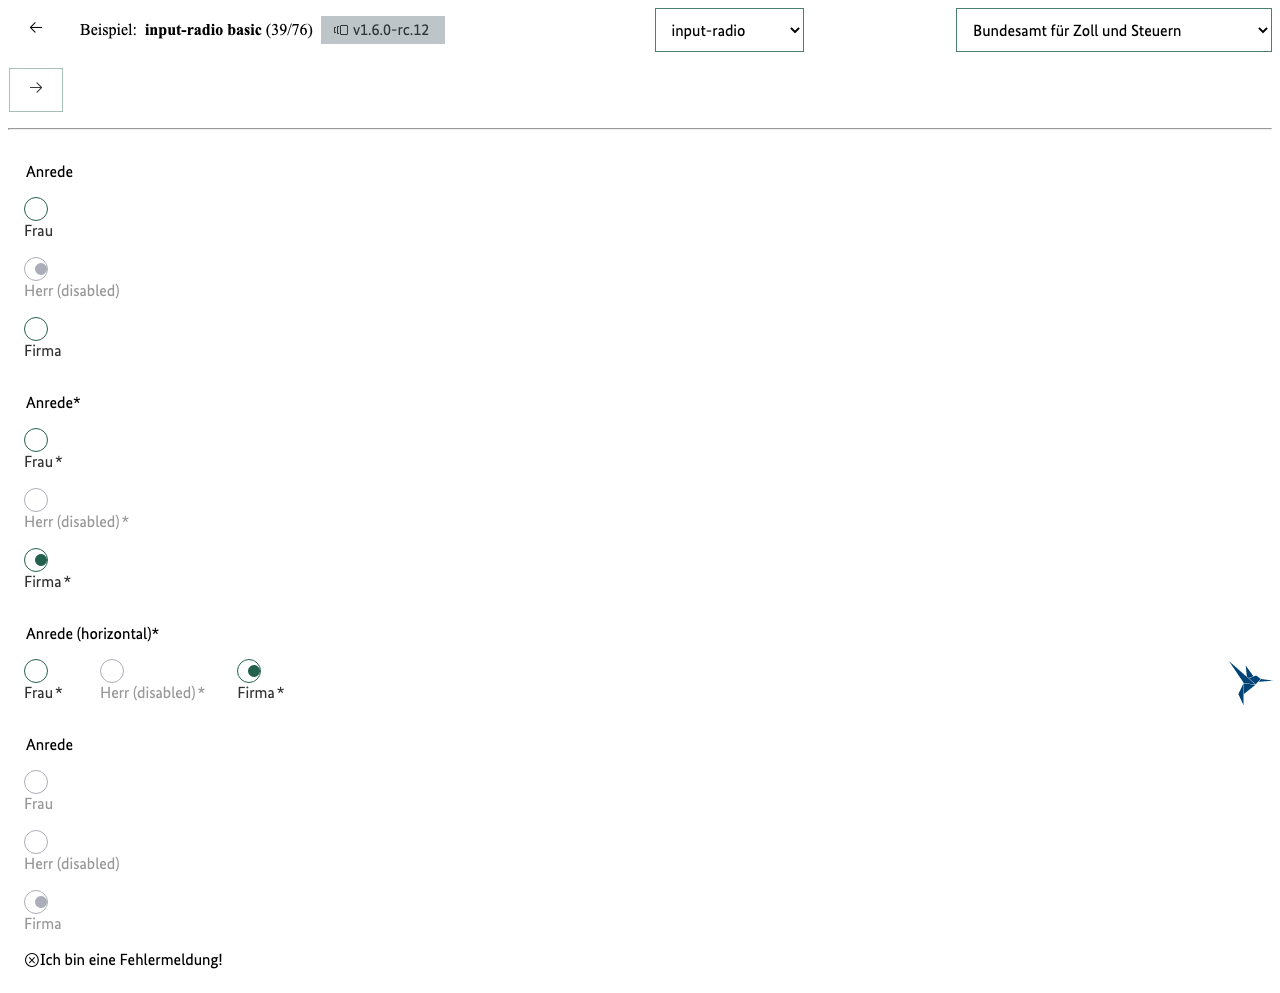 Beispiel: input-radio basic (39/76) v1.6.0-rc.12 input-radio Bundesamt für Zoll und Steuern
Anrede
Frau
Herr (disabled)
Firma
Anrede*
Frau*
Herr (disabled)*
Firma*
Anrede (horizontal)*
Frau* Herr (disabled)* Firma*
Anrede
Frau
Herr (disabled)
Firma
Ich bin eine Fehlermeldung!